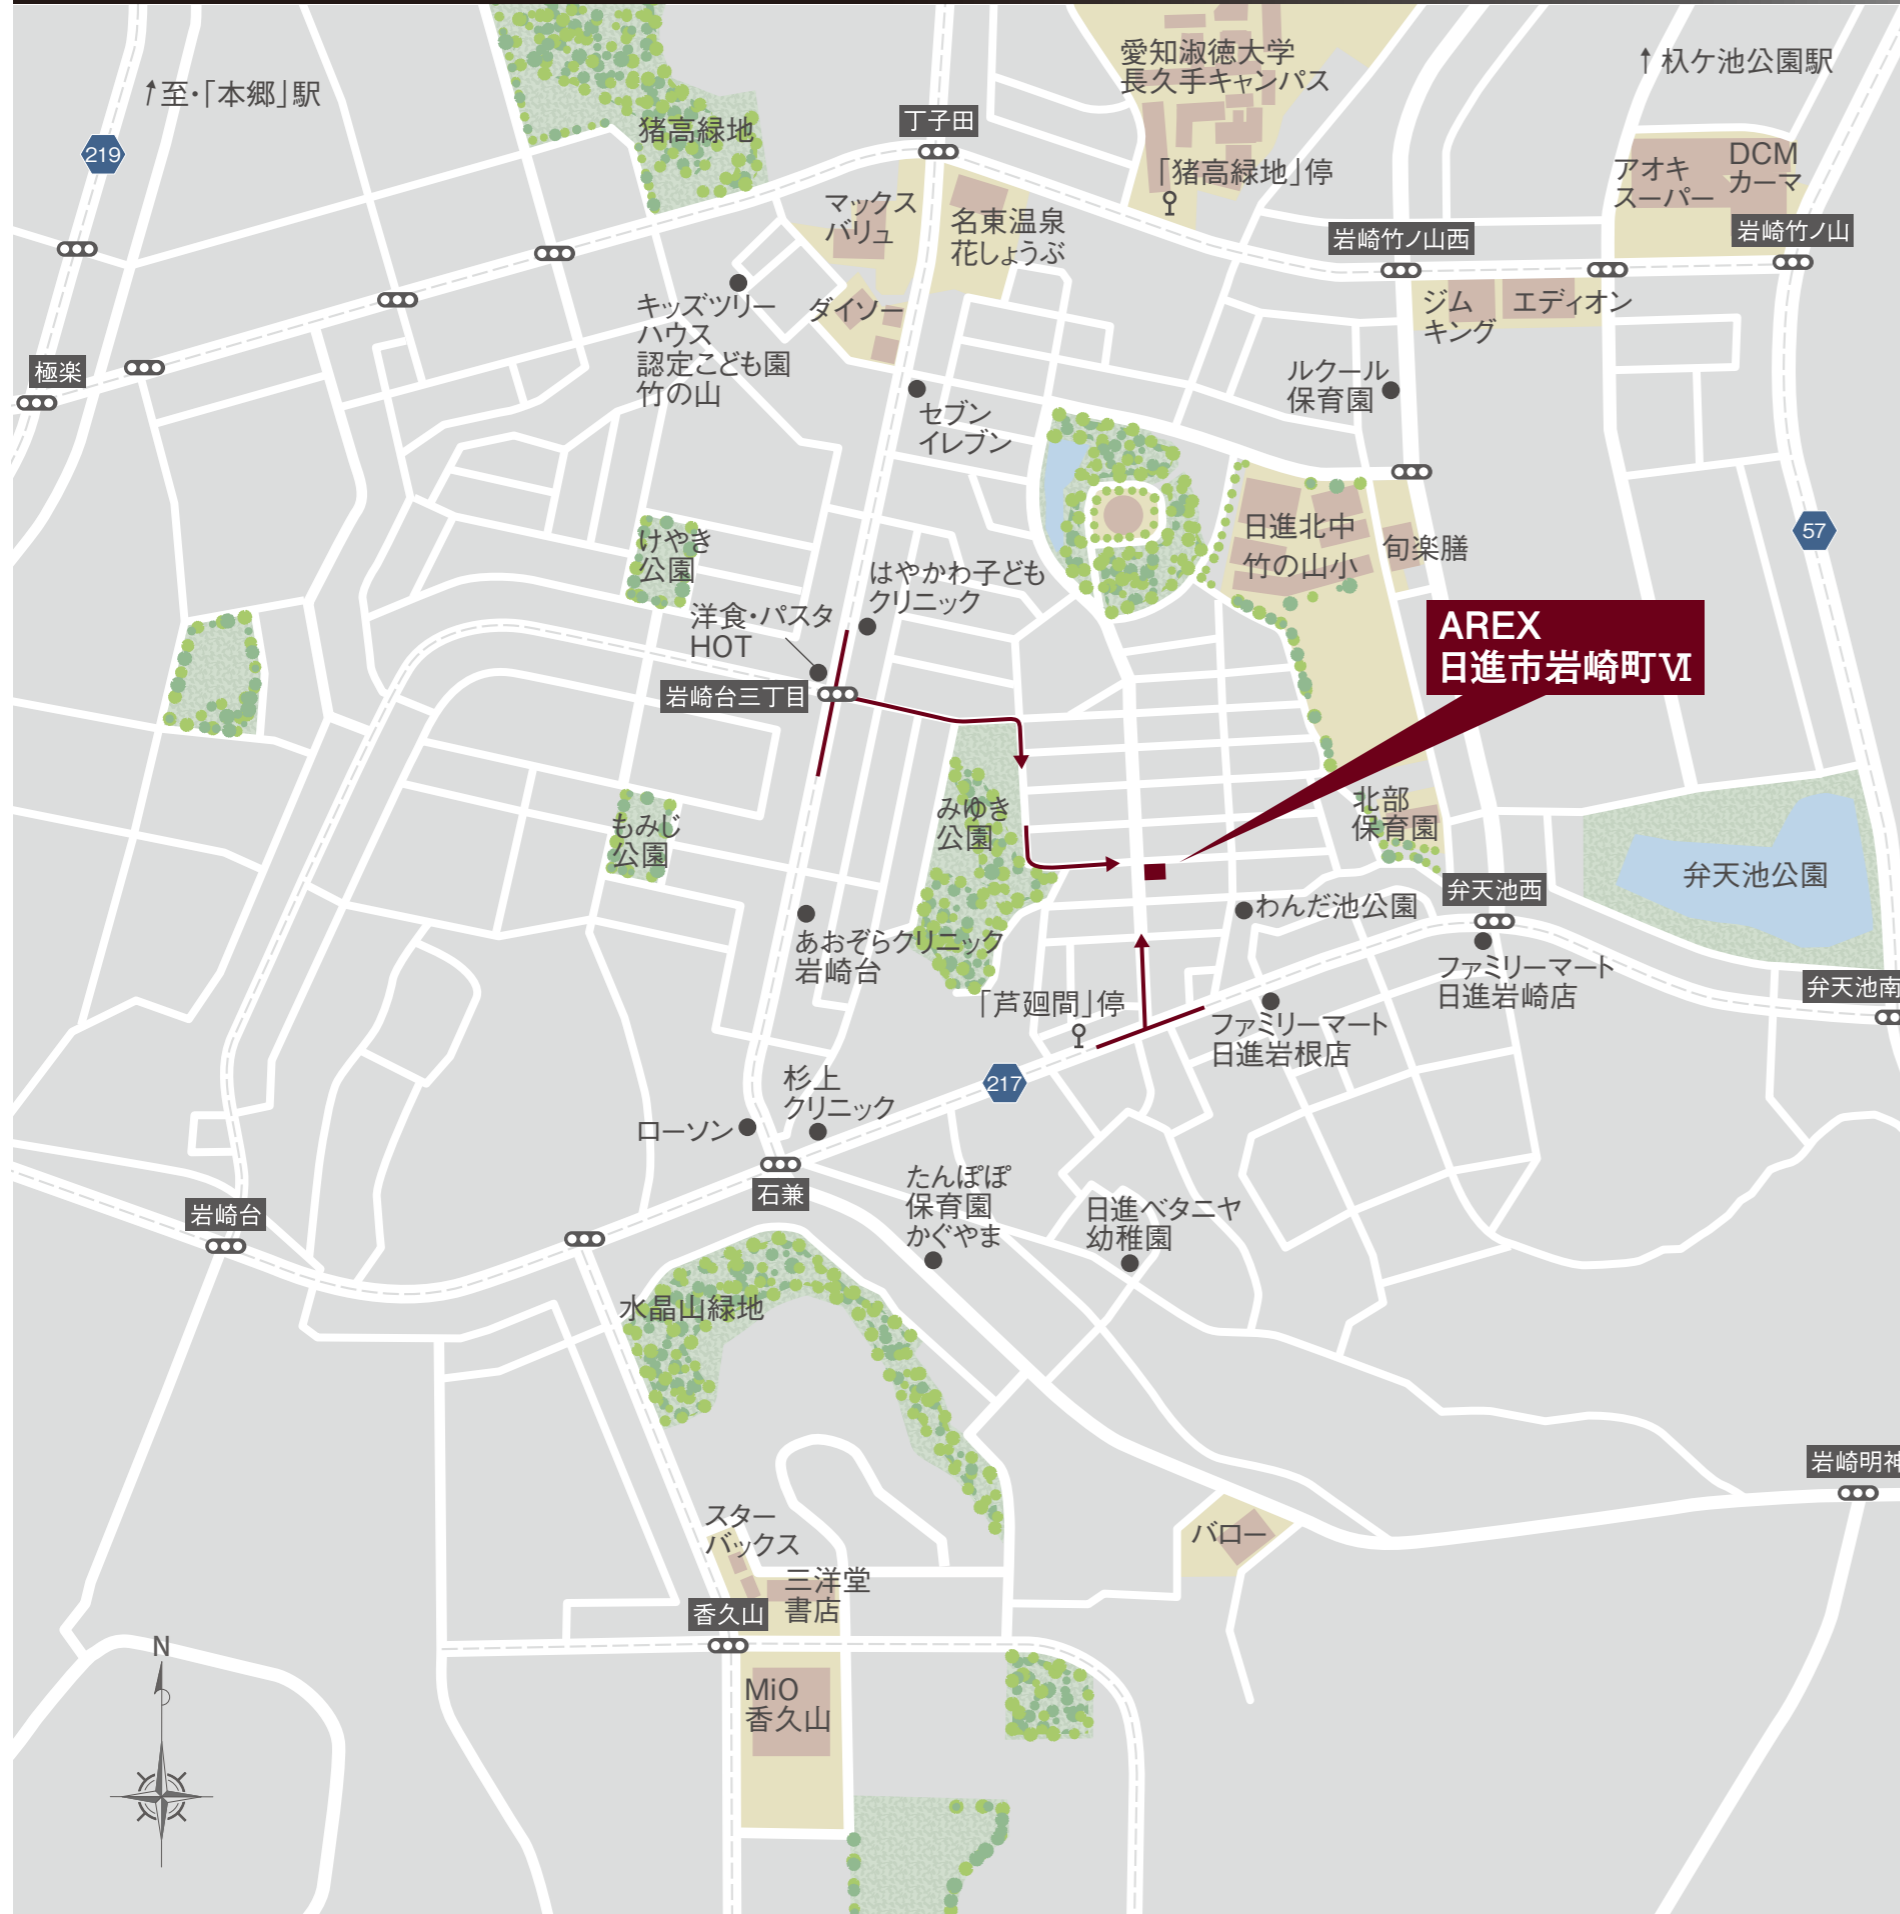 愛知淑徳大学
長久手キャンパス
↑杁ケ池公園駅
↑至・「本郷」駅
丁子田
猪高緑地
219
「猪高緑地」停
アオキ
スーパー
DCM
カーマ
マックス
バリュ
名東温泉
花しょうぶ
岩崎竹ノ山西
岩崎竹ノ山
キッズツリー
ハウス
認定こども園
竹の山
ダイソー
ジム
キング
エディオン
極楽
ルクール
保育園
セブン
イレブン
日進北中
竹の山小
旬楽膳
57
けやき
公園
はやかわ子ども
クリニック
洋食・パスタ
HOT
AREX
日進市岩崎町Ⅵ
岩崎台三丁目
みゆき
公園
北部
保育園
もみじ
公園
弁天池公園
弁天池西
わんだ池公園
あおぞらクリニック
岩崎台
ファミリーマート
日進岩崎店
弁天池南
「芦廻間」停
ファミリーマート
日進岩根店
217
杉上
クリニック
ローソン
石兼
たんぽぽ
保育園
かぐやま
日進ベタニヤ
幼稚園
岩崎台
水晶山緑地
岩崎明神
スター
バックス
バロー
三洋堂
書店
香久山
N
MiO
香久山